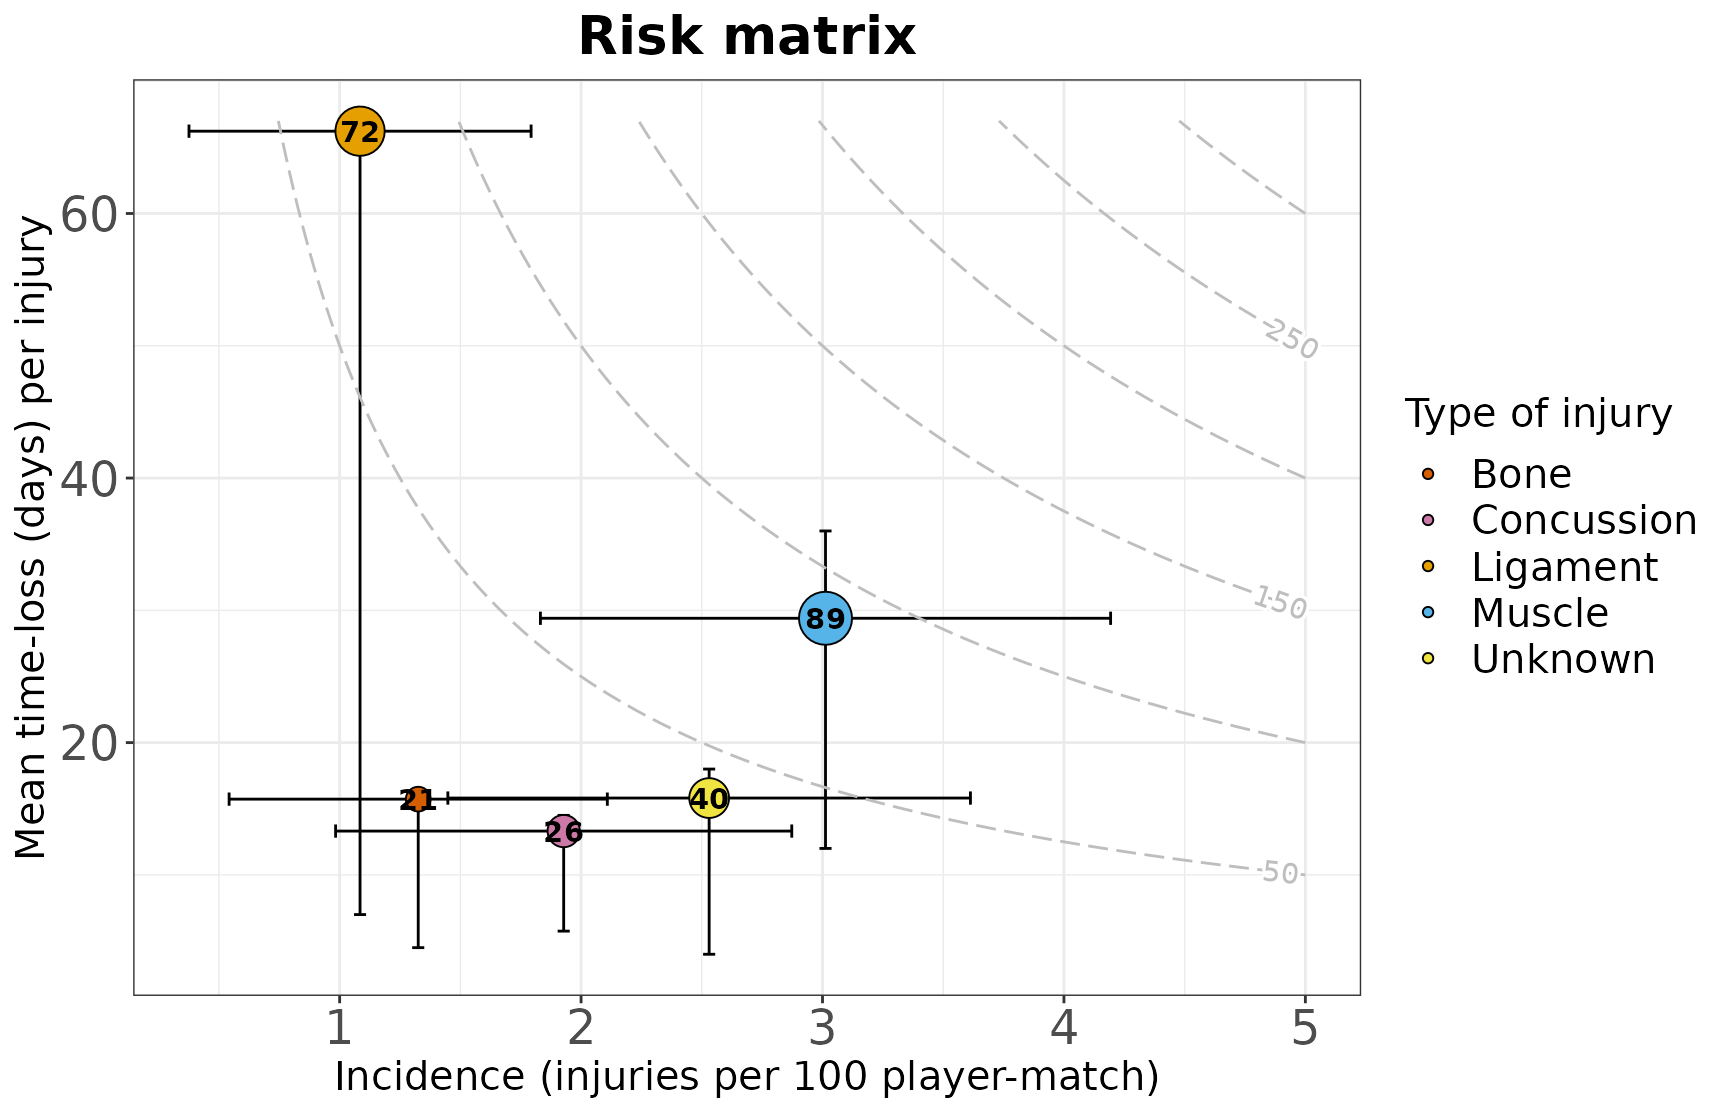 Risk matrix
Mean time-loss (days) per injury
60
40
20
72
89
21
26
40
250
150
50
1 2 3 4 5
Incidence (injuries per 100 player-match)
Type of injury
Bone
Concussion
Ligament
Muscle
Unknown